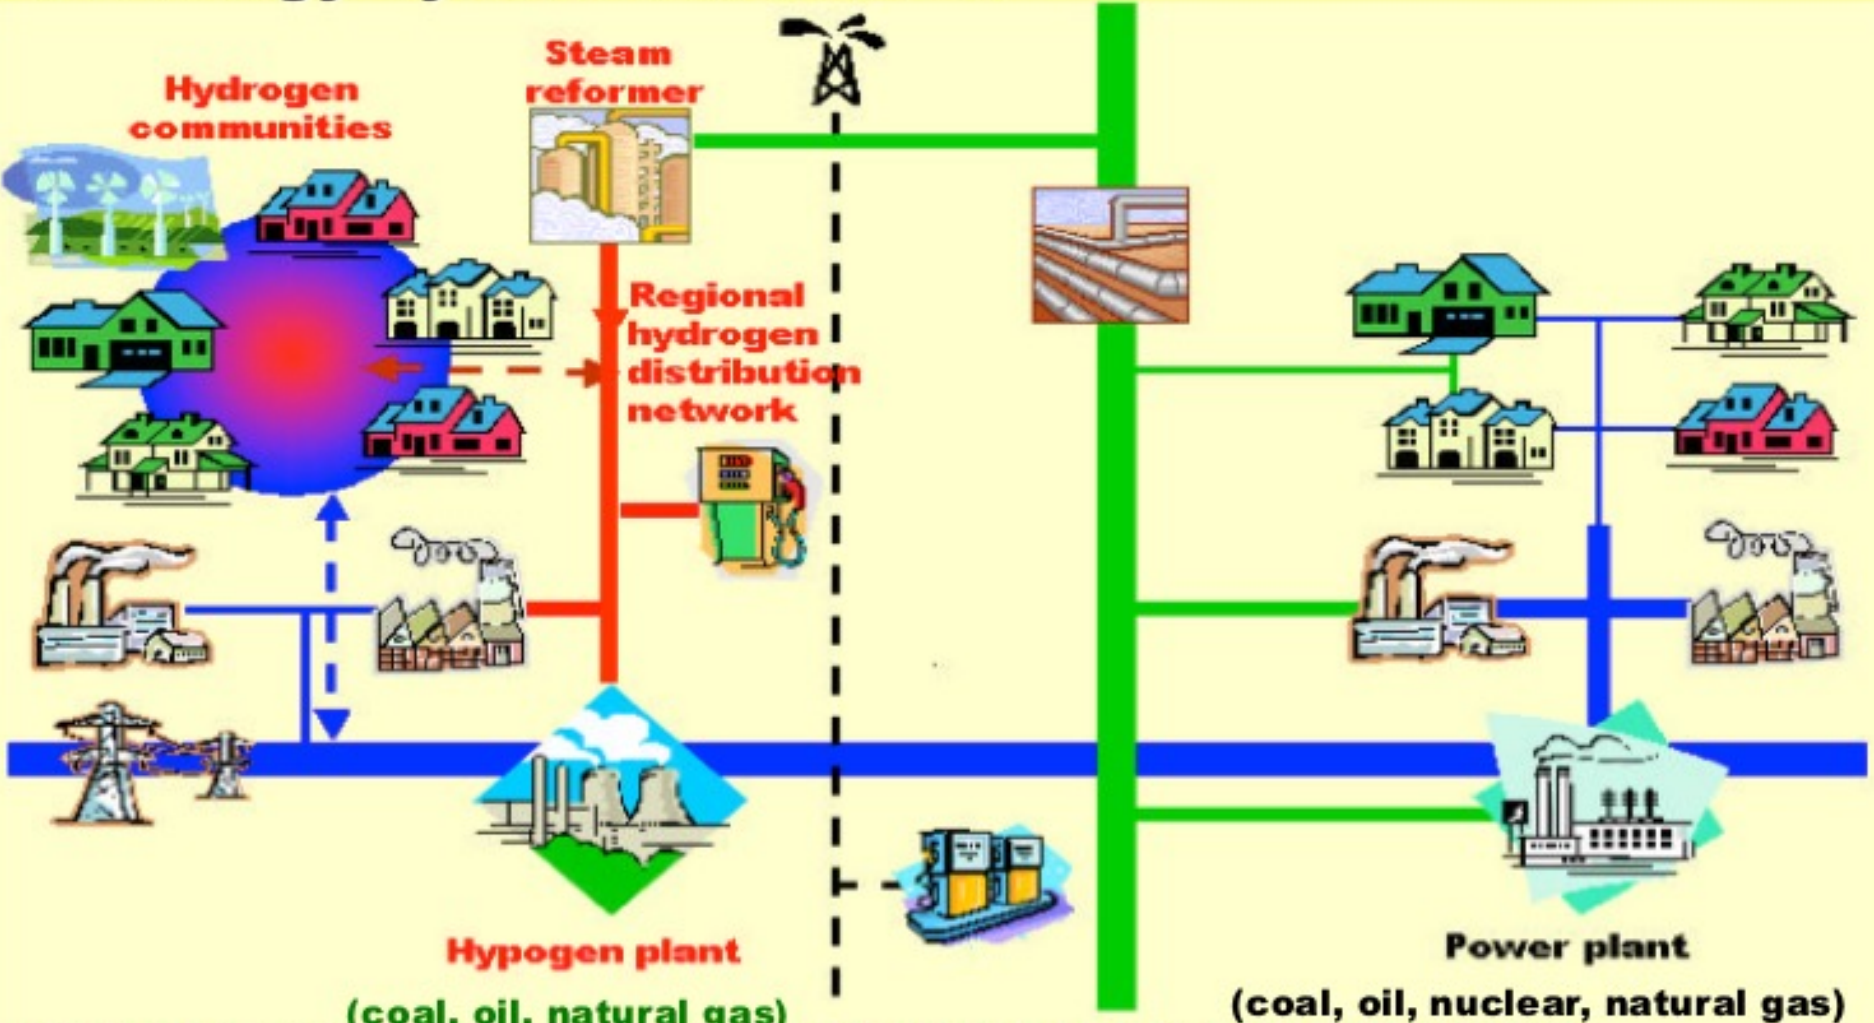 Steam
reformer
Hydrogen
communities
Regional
hydrogen
distribution
network
Hypogen plant
(coal, oil, natural gas)
Power plant
(coal, oil, nuclear, natural gas)